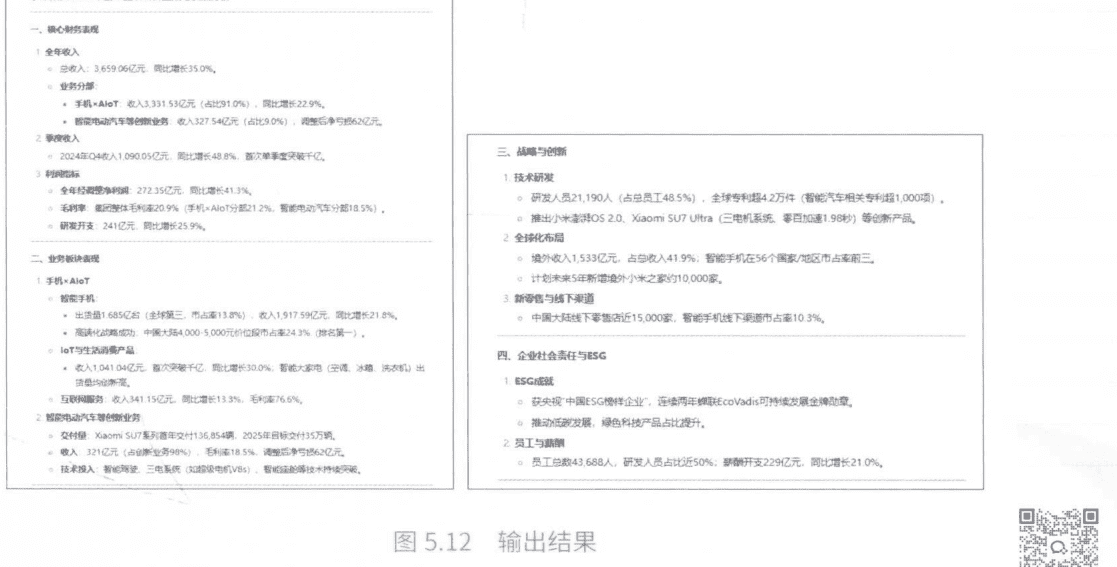 一、核心财务表现
1. 全年收入
总收入：3,659.06亿元，同比增长35.0%。
业务分部：
手机×AIoT：收入3,331.53亿元（占比91.0%），同比增长22.9%。
智能电动汽车等创新业务：收入327.54亿元（占比9.0%），调整后净亏损62亿元。
2. 季度收入
2024年Q4收入1,090.05亿元，同比增长48.8%，首次单季度突破千亿。
3. 利润指标
全年经调整净利润：272.35亿元，同比增长41.3%。
毛利率：集团整体毛利率20.9%（手机×AIoT分部21.2%，智能电动汽车分部18.5%）。
研发开支：241亿元，同比增长25.9%。
二、业务板块表现
1. 手机×AIoT
智能手机：
出货量1.685亿台（全球第三，市占率13.8%），收入1,917.59亿元，同比增长21.8%。
高端化战略成功：中国大陆4,000-5,000元价位段市占率24.3%（排名第一）。
IoT与生活消费产品：
收入1,041.04亿元，首次突破千亿，同比增长30.0%；智能大家电（空调、冰箱、洗衣机）出
货量均创新高。
互联网服务：收入341.15亿元，同比增长13.3%，毛利率76.6%。
2. 智能电动汽车等创新业务
交付量：Xiaomi SU7系列首年交付136,854辆，2025年目标交付35万辆。
收入：321亿元（占创新业务98%），毛利率18.5%，调整后净亏损62亿元。
技术投入：智能驾驶、三电系统（如超级电机V8s）、智能座舱等技术持续突破。
三、战略与创新
1. 技术研发
研发人员21,190人（占总员工48.5%），全球专利超4.2万件（智能汽车相关专利超1,000项）。
推出小米澎湃OS 2.0、Xiaomi SU7 Ultra（三电机系统、零百加速1.98秒）等创新产品。
2. 全球化布局
境外收入1,533亿元，占总收入41.9%；智能手机在56个国家/地区市占率前三。
计划未来5年新增境外小米之家约10,000家。
3. 新零售与线下渠道
中国大陆线下零售店近15,000家，智能手机线下渠道市占率10.3%。
四、企业社会责任与ESG
1. ESG成就
获央视“中国ESG榜样企业”，连续两年蝉联EcoVadis可持续发展金牌勋章。
推动低碳发展，绿色科技产品占比提升。
2. 员工与薪酬
员工总数43,688人，研发人员占比近50%；薪酬开支229亿元，同比增长21.0%。
图 5.12 输出结果